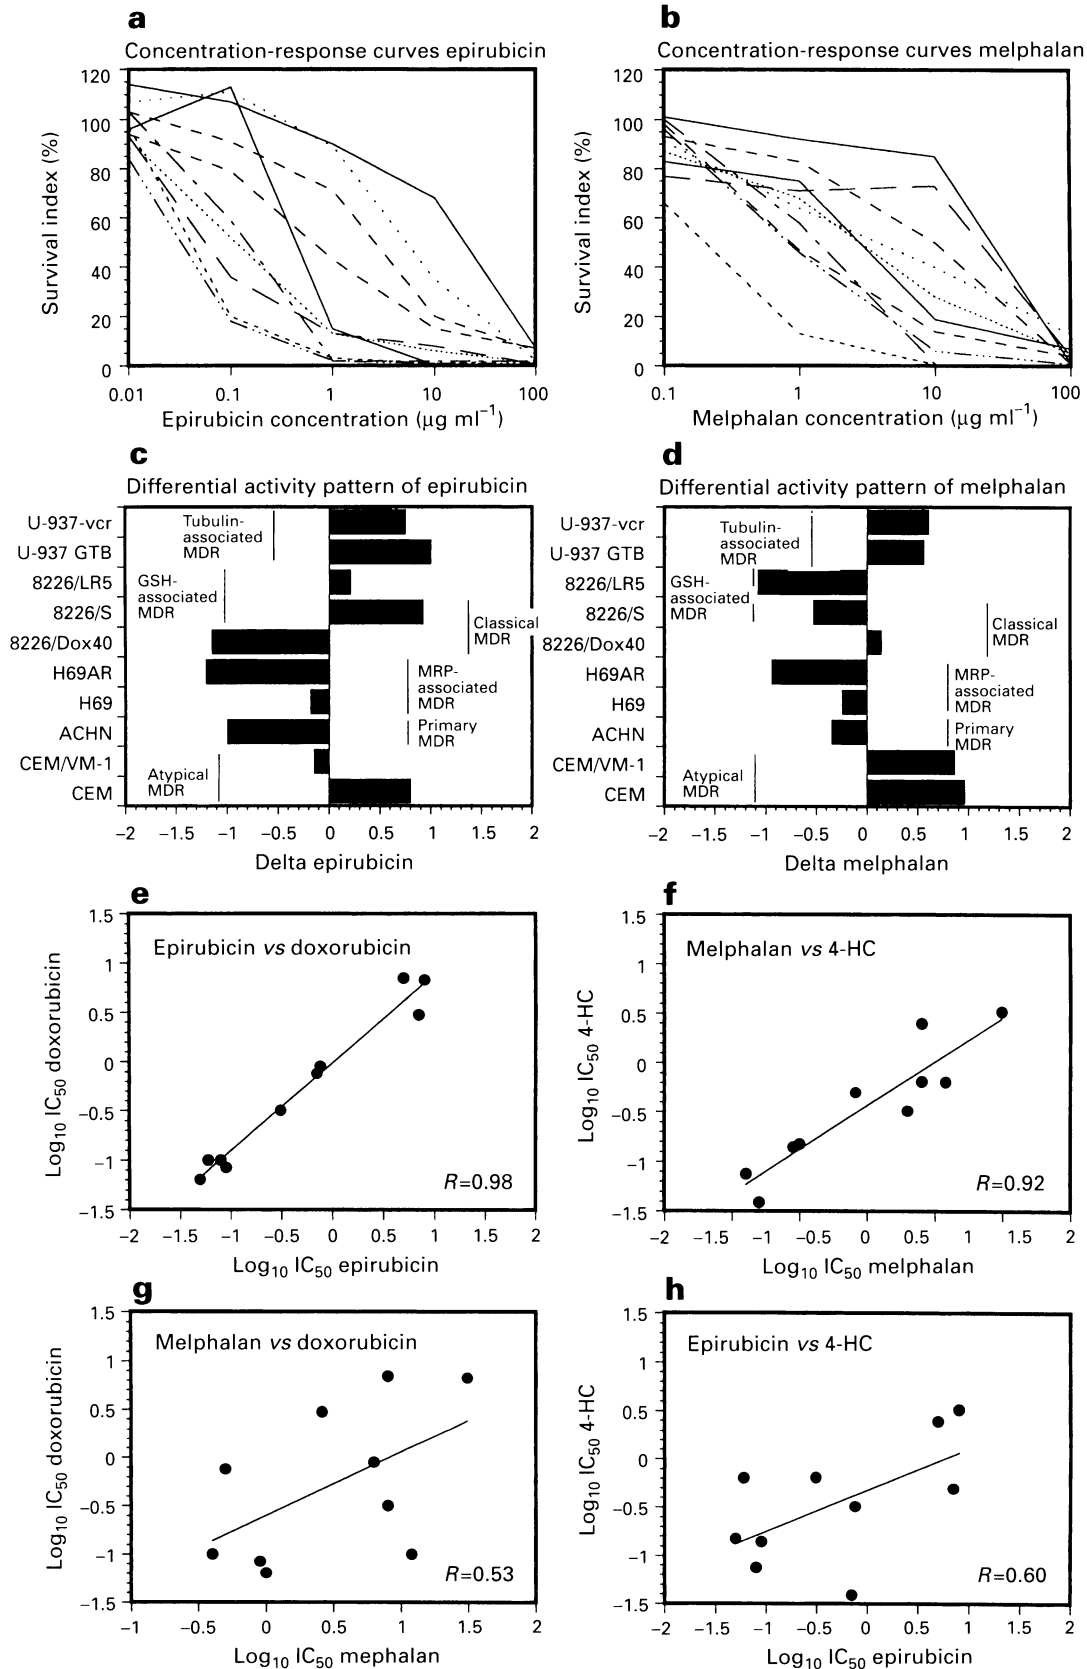 a
Concentration-response curves epirubicin
120
100
80
60
40
20
0
Survival index (%)
0.01 0.1 1 10 100
Epirubicin concentration (μg ml⁻¹)
b
Concentration-response curves melphalan
120
100
80
60
40
20
0
Survival index (%)
0.1 1 10 100
Melphalan concentration (μg ml⁻¹)
c
Differential activity pattern of epirubicin
U-937-vcr
U-937 GTB
8226/LR5
8226/S
8226/Dox40
H69AR
H69
ACHN
CEM/VM-1
CEM
Tubulin-
associated
MDR
GSH-
associated
MDR
Classical
MDR
MRP-
associated
MDR
Primary
MDR
Atypical
MDR
−2 −1.5 −1 −0.5 0 0.5 1 1.5 2
Delta epirubicin
d
Differential activity pattern of melphalan
U-937-vcr
U-937 GTB
8226/LR5
8226/S
8226/Dox40
H69AR
H69
ACHN
CEM/VM-1
CEM
Tubulin-
associated
MDR
GSH-
associated
MDR
Classical
MDR
MRP-
associated
MDR
Primary
MDR
Atypical
MDR
−2 −1.5 −1 −0.5 0 0.5 1 1.5 2
Delta melphalan
e
Epirubicin vs doxorubicin
1.5
1
0.5
0
−0.5
−1
−1.5
Log₁₀ IC₅₀ doxorubicin
R=0.98
−2 −1.5 −1 −0.5 0 0.5 1 1.5 2
Log₁₀ IC₅₀ epirubicin
f
Melphalan vs 4-HC
1.5
1
0.5
0
−0.5
−1
−1.5
Log₁₀ IC₅₀ 4-HC
R=0.92
−2 −1.5 −1 −0.5 0 0.5 1 1.5 2
Log₁₀ IC₅₀ melphalan
g
Melphalan vs doxorubicin
1.5
1
0.5
0
−0.5
−1
−1.5
Log₁₀ IC₅₀ doxorubicin
R=0.53
−1 −0.5 0 0.5 1 1.5 2
Log₁₀ IC₅₀ mephalan
h
Epirubicin vs 4-HC
1.5
1
0.5
0
−0.5
−1
−1.5
Log₁₀ IC₅₀ 4-HC
R=0.60
−2 −1.5 −1 −0.5 0 0.5 1 1.5 2
Log₁₀ IC₅₀ epirubicin